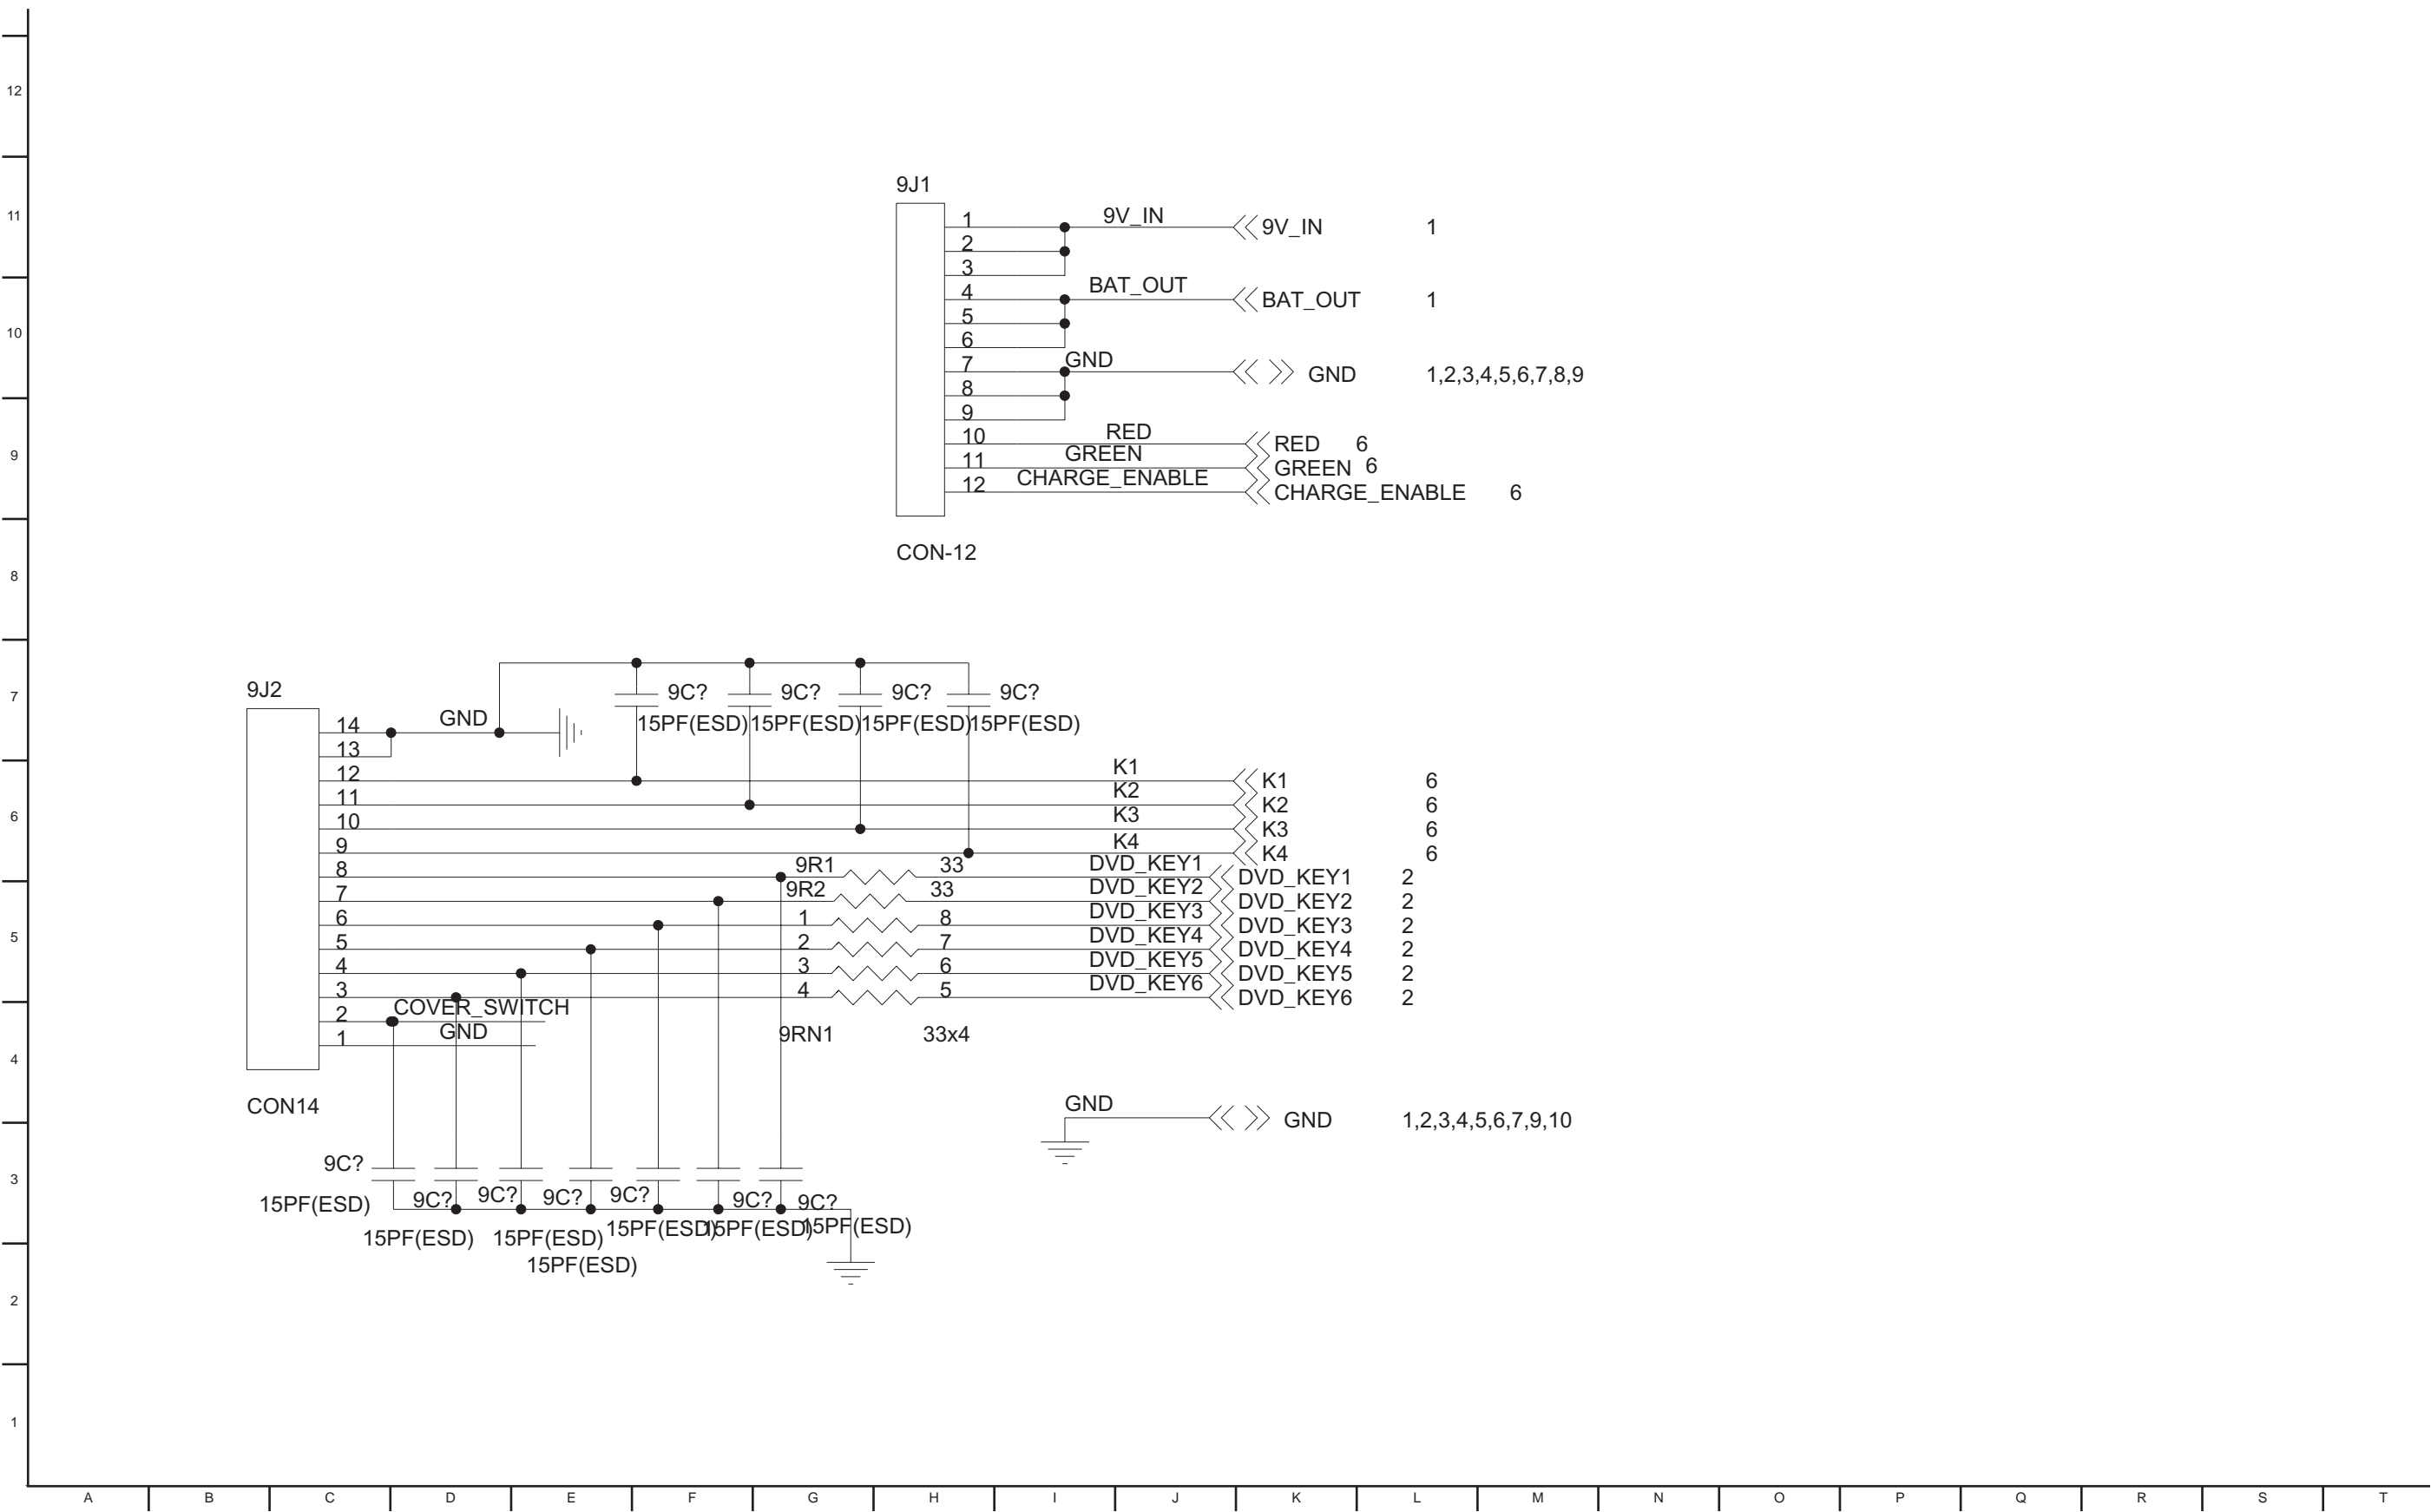 12
11
10
9
8
7
6
5
4
3
2
1
9J1
1 9V_IN 9V_IN 1
2
3
4 BAT_OUT BAT_OUT 1
5
6
7 GND GND 1,2,3,4,5,6,7,8,9
8
9
10 RED RED 6
11 GREEN GREEN 6
12 CHARGE_ENABLE CHARGE_ENABLE 6
CON-12
9J2
9C? 9C? 9C? 9C?
15PF(ESD) 15PF(ESD) 15PF(ESD) 15PF(ESD)
14 GND
13
12 K1 K1 6
11 K2 K2 6
10 K3 K3 6
9 K4 K4 6
8 9R1 33 DVD_KEY1 DVD_KEY1 2
7 9R2 33 DVD_KEY2 DVD_KEY2 2
6 1 8 DVD_KEY3 DVD_KEY3 2
5 2 7 DVD_KEY4 DVD_KEY4 2
4 3 6 DVD_KEY5 DVD_KEY5 2
3 4 5 DVD_KEY6 DVD_KEY6 2
2 COVER_SWITCH
1 GND
9RN1 33x4
CON14
GND GND 1,2,3,4,5,6,7,9,10
9C?
15PF(ESD)
9C? 9C? 9C? 9C? 9C? 9C?
15PF(ESD) 15PF(ESD) 15PF(ESD)
15PF(ESD) 15PF(ESD)
15PF(ESD)
A B C D E F G H I J K L M N O P Q R S T